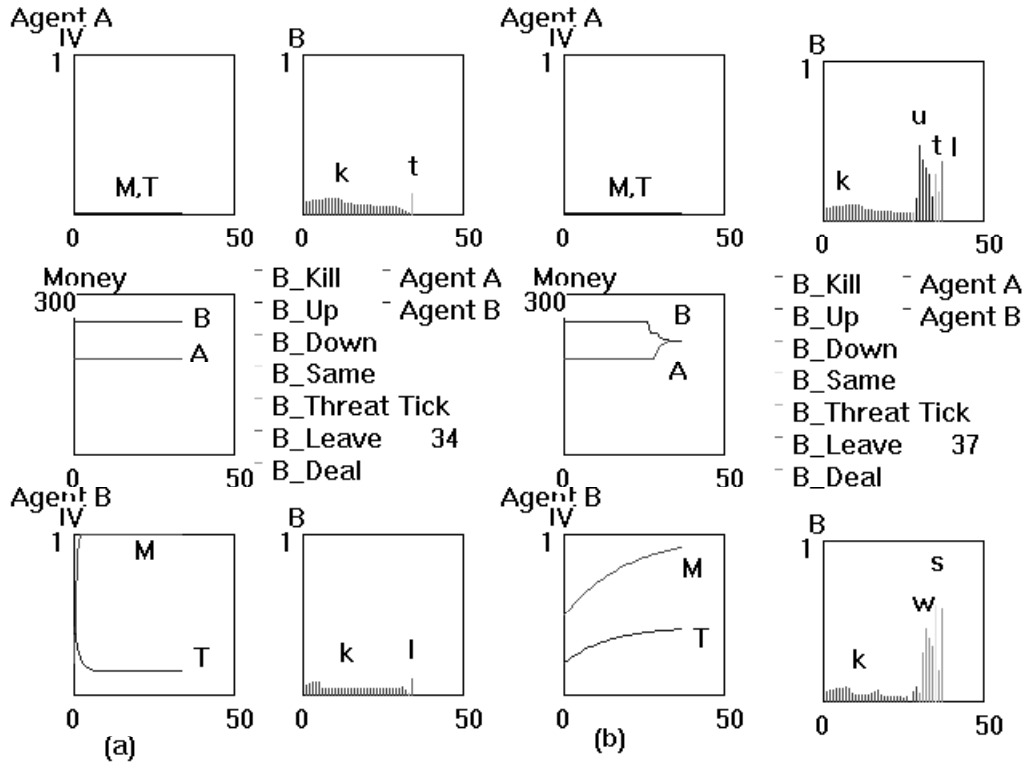 Agent A
IV
1
M,T
0 50
B
1
k t
0 50
Money
300
B
A
0 50
B_Kill Agent A
B_Up Agent B
B_Down
B_Same
B_Threat Tick
B_Leave 34
B_Deal
Agent B
IV
1
M
T
0 50
B
1
k l
0 50
(a)
Agent A
IV
1
M,T
0 50
B
1
u
t l
k
0 50
Money
300
B
A
0 50
B_Kill Agent A
B_Up Agent B
B_Down
B_Same
B_Threat Tick
B_Leave 37
B_Deal
Agent B
IV
1
M
T
0 50
B
1
s
w
k
0 50
(b)